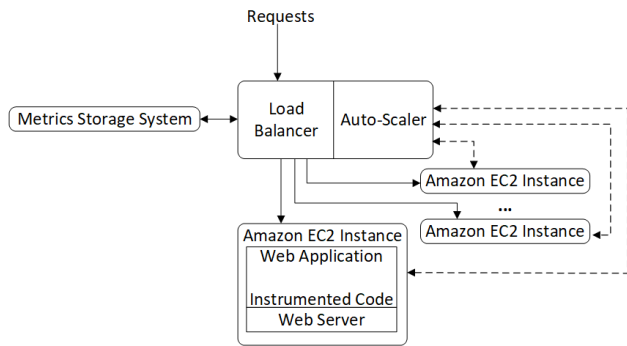 Requests
Load
Balancer
Auto-Scaler
Metrics Storage System
Amazon EC2 Instance
...
Amazon EC2 Instance
Amazon EC2 Instance
Web Application
Instrumented Code
Web Server